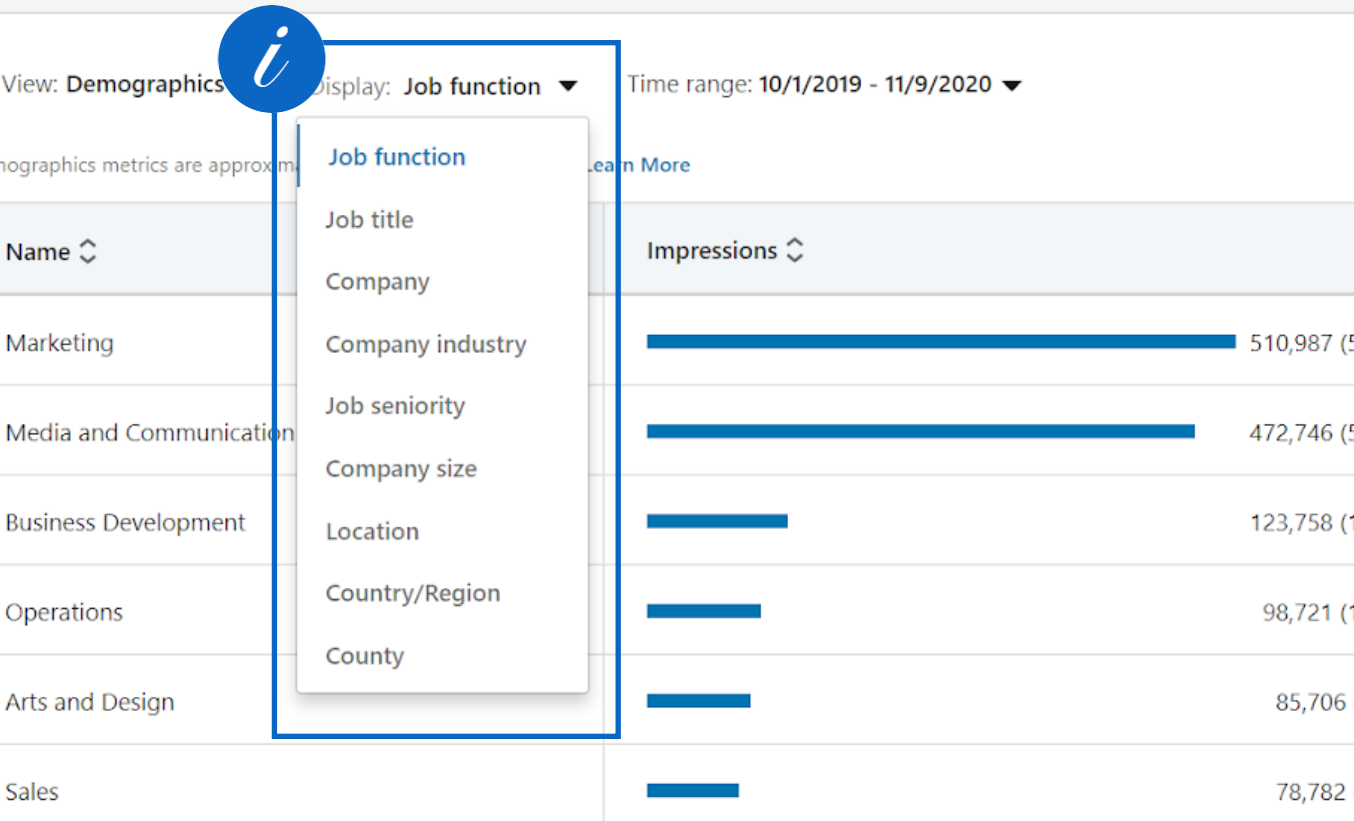 i
View: Demographics Display: Job function Time range: 10/1/2019 - 11/9/2020
Job function
metrics are Learn More
Job title
Name Impressions
Company
Marketing Company industry 510,987
Job seniority
Media and Communication 472,746
Company size
Business Development Location 123,758
Country/Region
Operations 98,721
County
Arts and Design 85,706
Sales 78,782